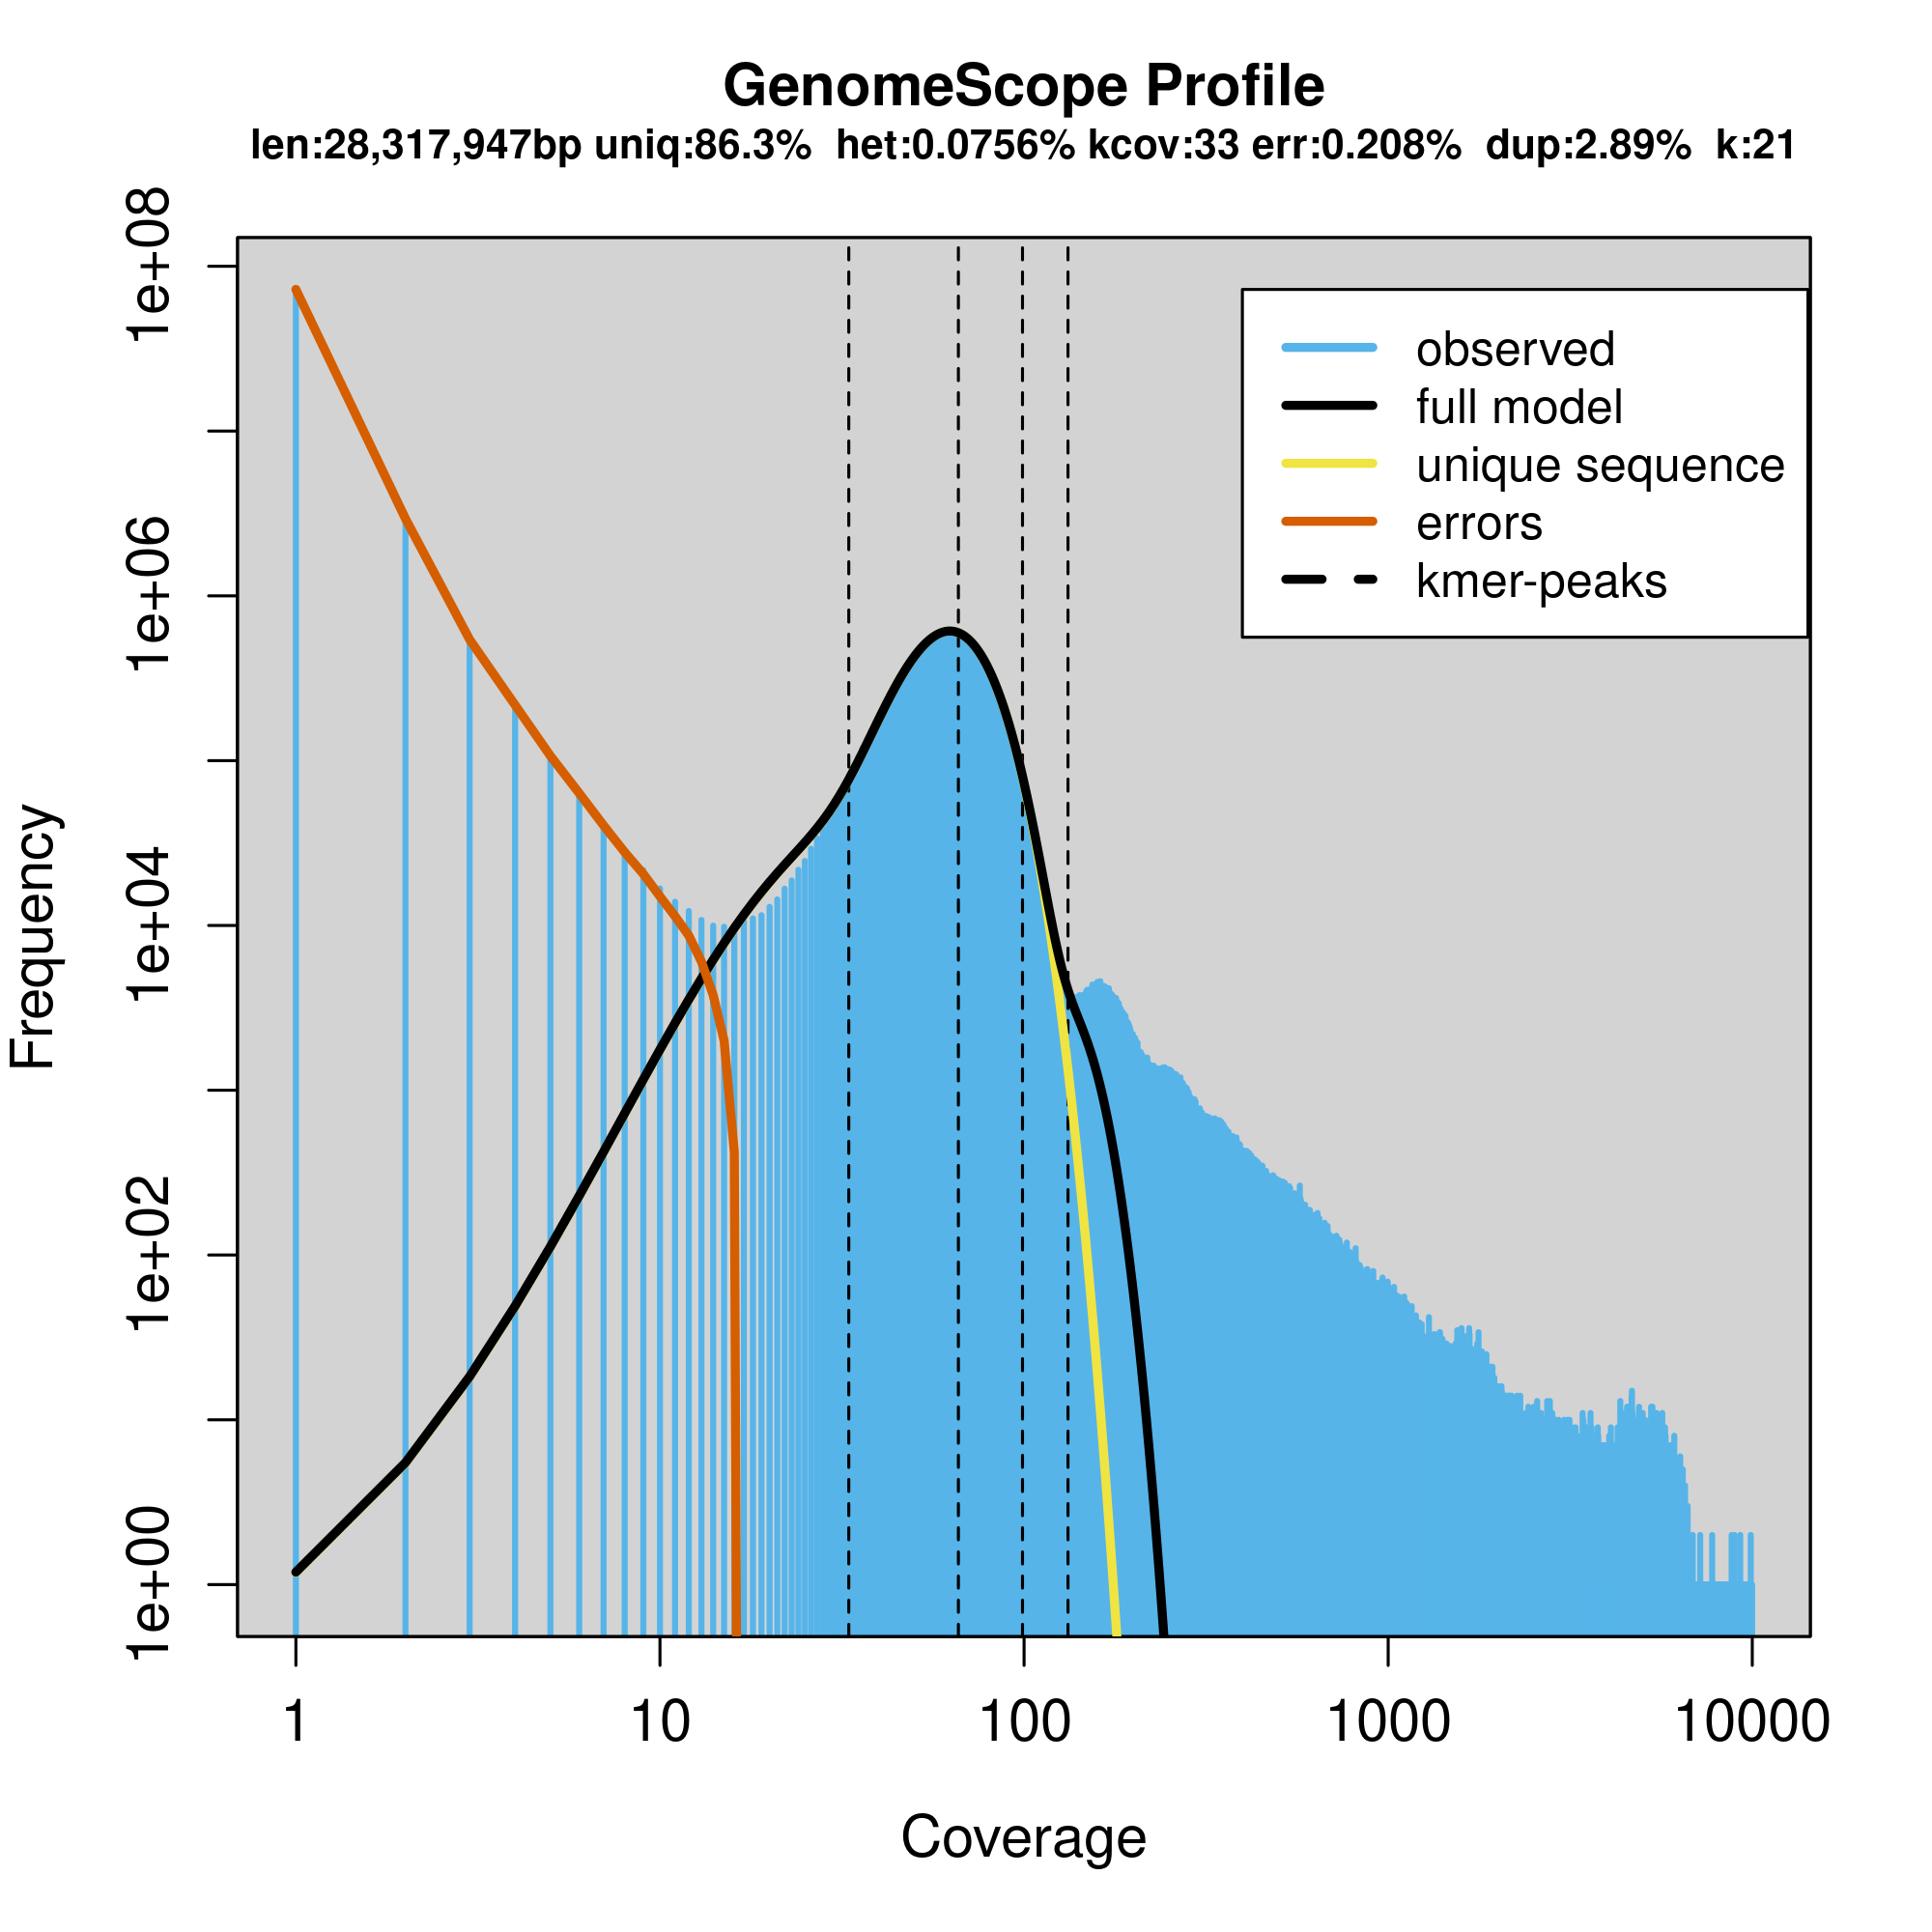 GenomeScope Profile
len:28,317,947bp uniq:86.3% het:0.0756% kcov:33 err:0.208% dup:2.89% k:21
1e+08
1e+06
1e+04
1e+02
1e+00
Frequency
observed
full model
unique sequence
errors
kmer-peaks
1 10 100 1000 10000
Coverage